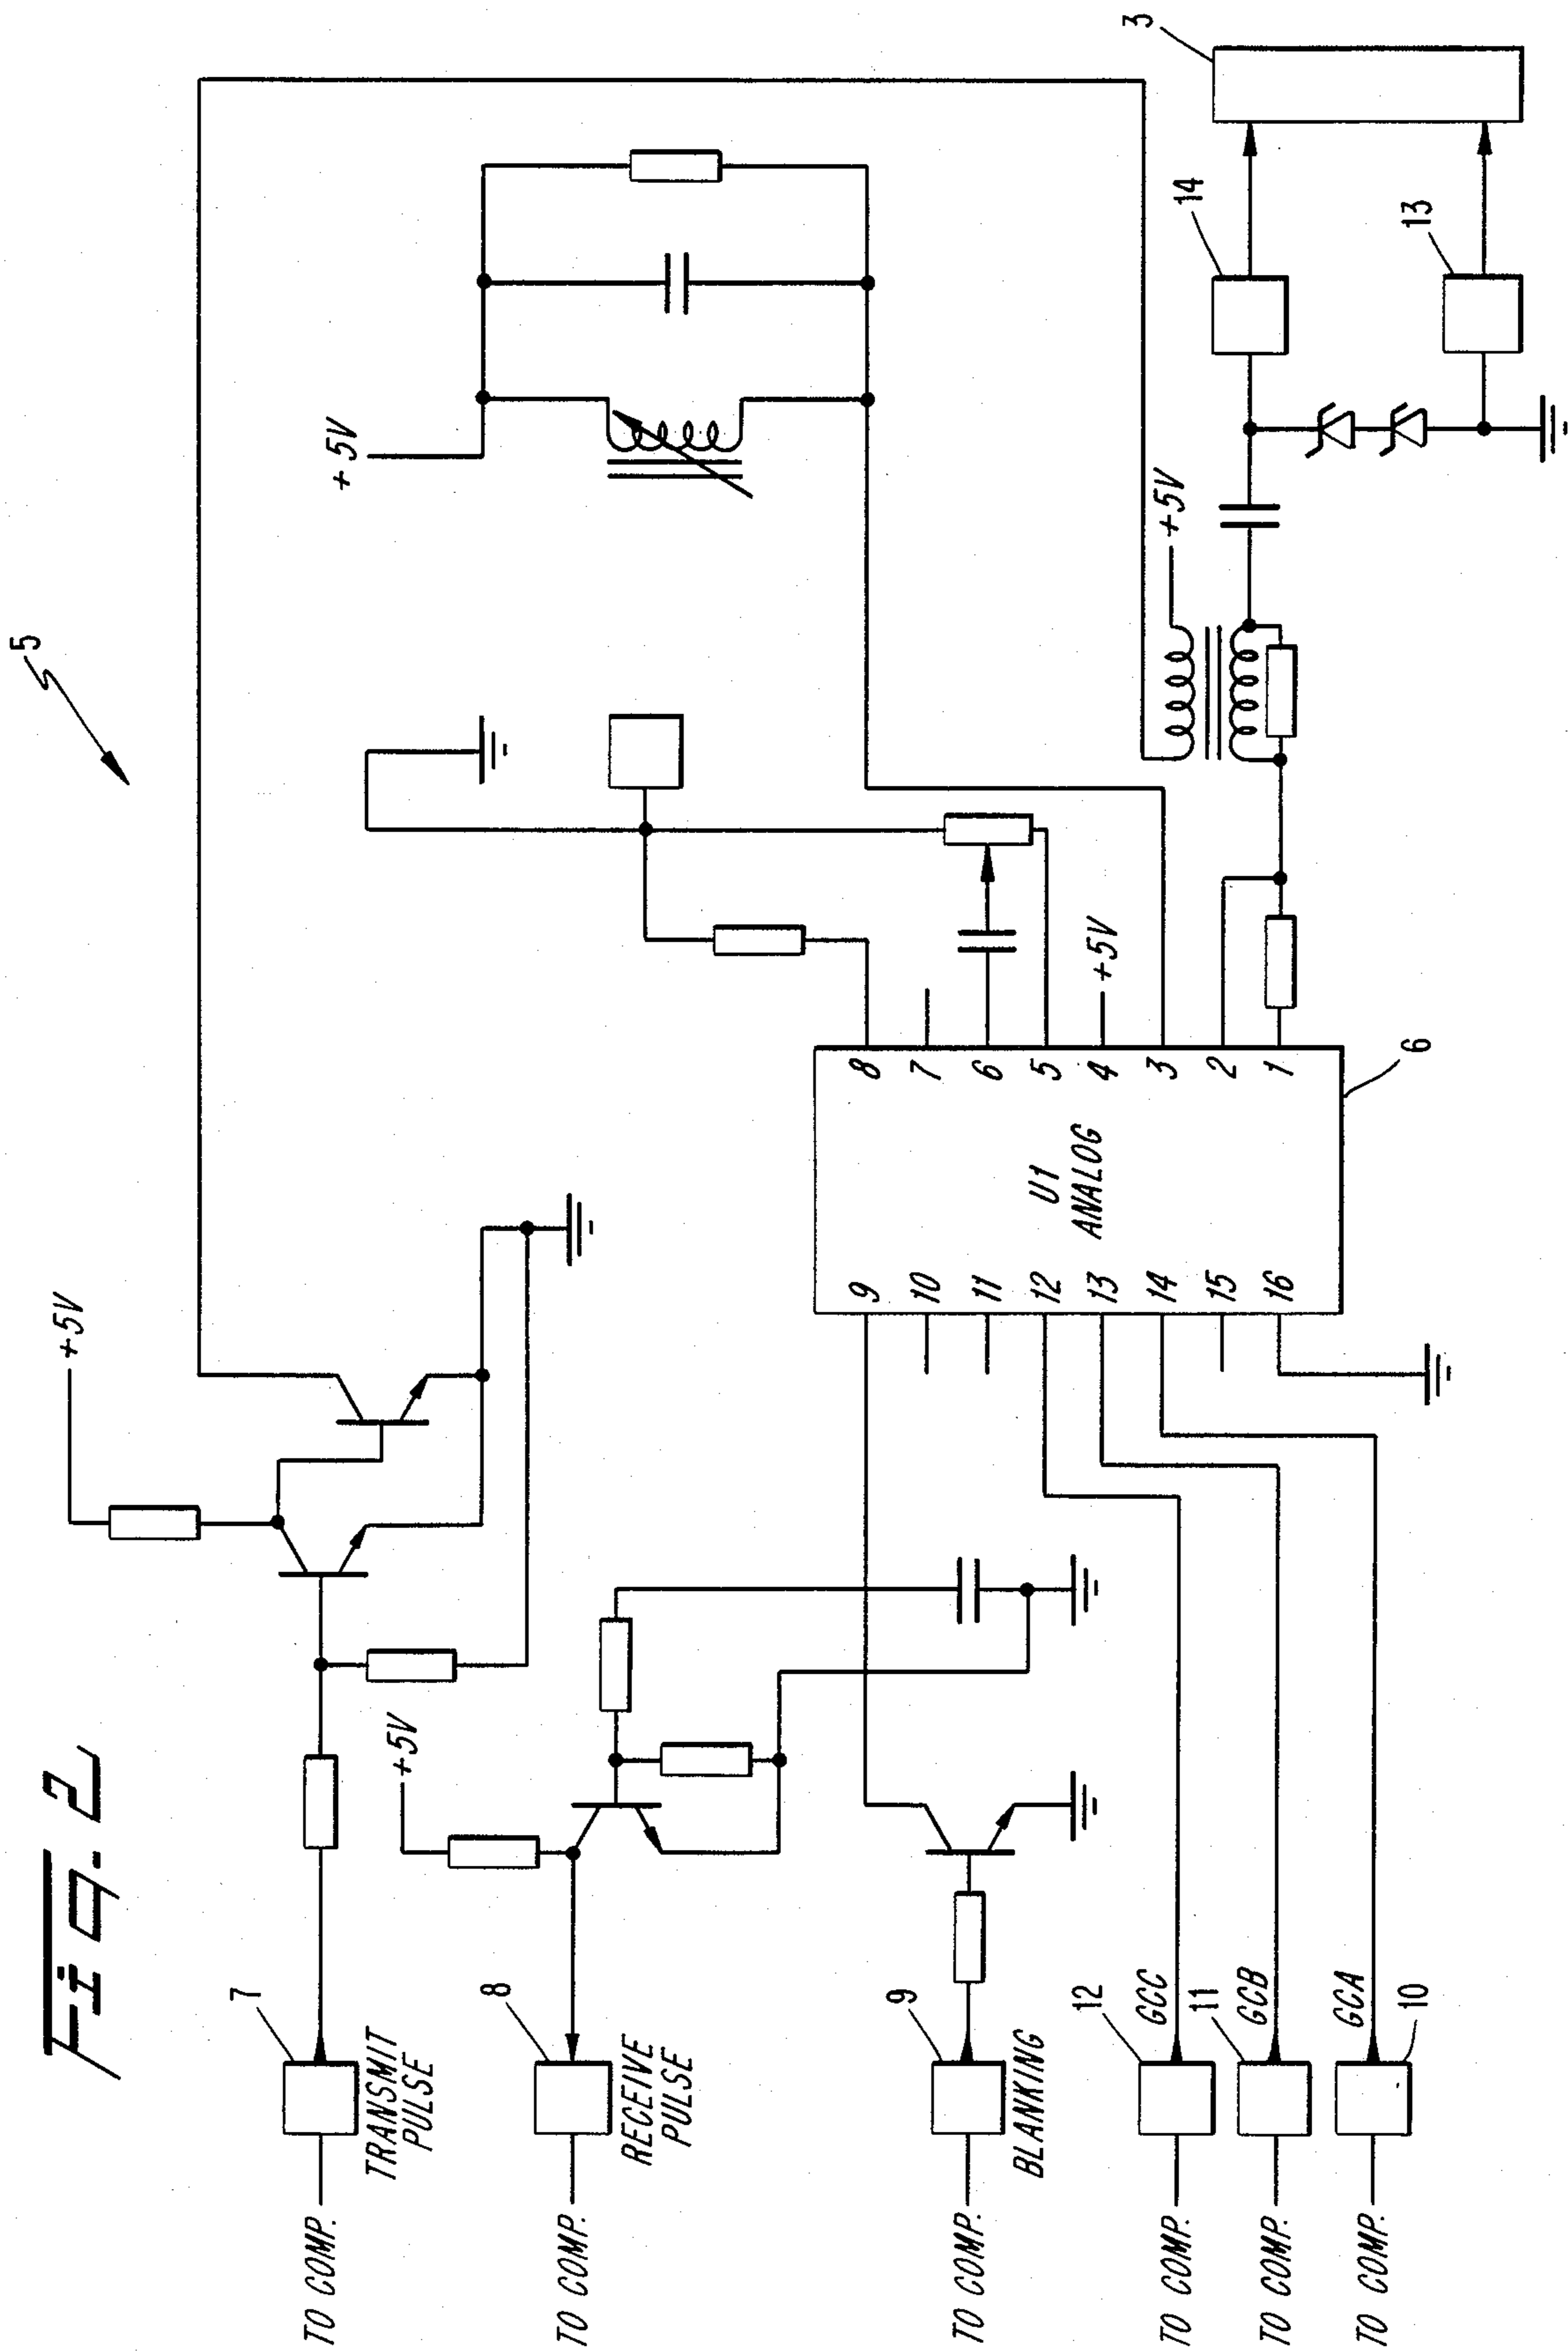 Fig. 2
5
7
TRANSMIT
PULSE
TO COMP.
+5V
8
RECEIVE
PULSE
TO COMP.
+5V
9
BLANKING
TO COMP.
12
GCC
TO COMP.
11
GCB
TO COMP.
10
GCA
TO COMP.
9
10
11
12
13
14
15
16
U1
ANALOG
8
7
6
5
4
3
2
1
6
+5V
+5V
+5V
14
13
3